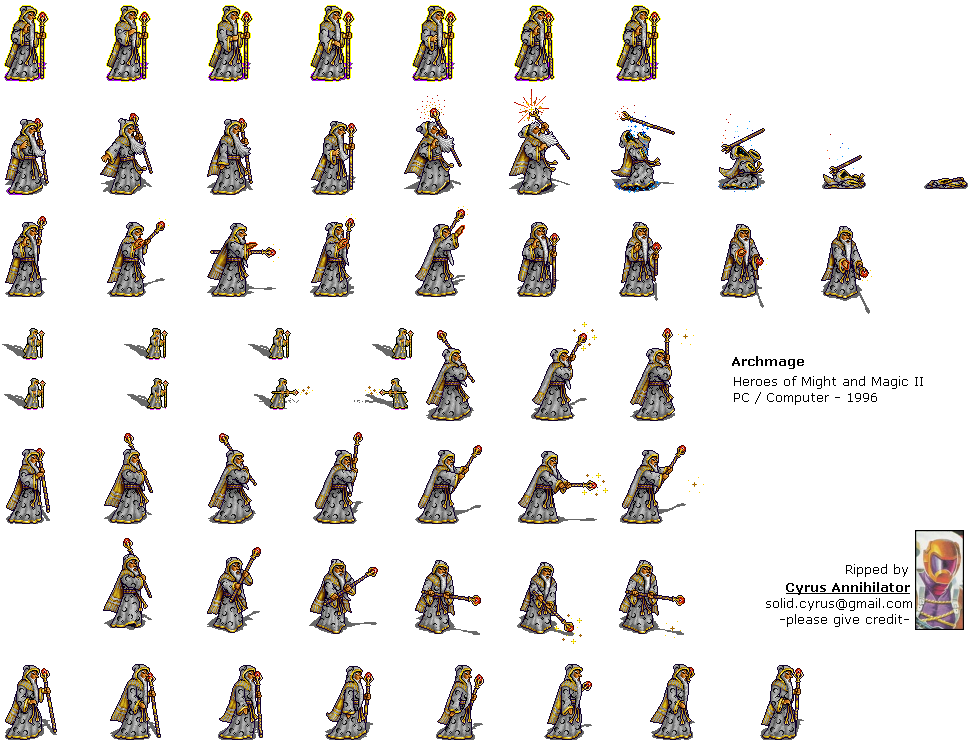 Archmage
Heroes of Might and Magic II
PC / Computer - 1996
Ripped by
Cyrus Annihilator
solid.cyrus@gmail.com
-please give credit-